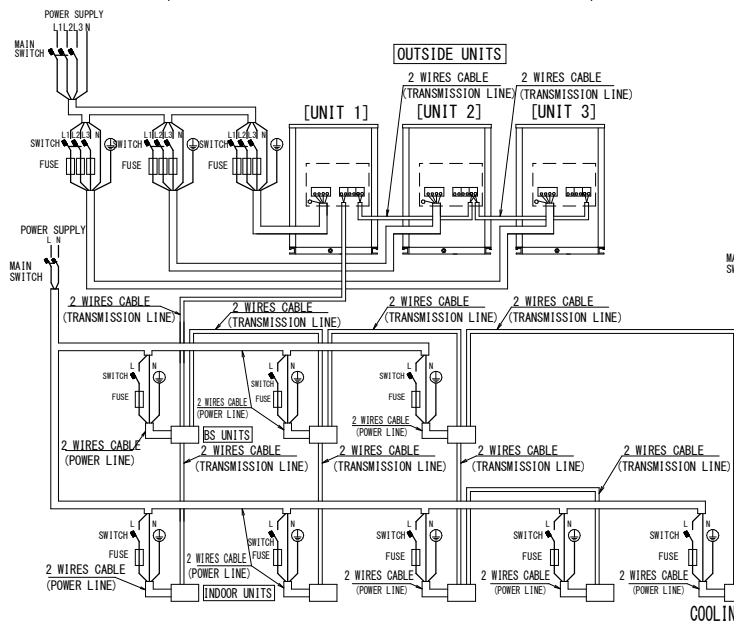 POWER SUPPLY
L1L2L3 N
MAIN
SWITCH
OUTSIDE UNITS
2 WIRES CABLE
(TRANSMISSION LINE)
2 WIRES CABLE
(TRANSMISSION LINE)
[UNIT 1]
[UNIT 2]
[UNIT 3]
L1L2L3 N
SWITCH
FUSE
L1L2L3 N
SWITCH
FUSE
L1L2L3 N
SWITCH
FUSE
POWER SUPPLY
L N
MAIN
SWITCH
2 WIRES CABLE
(TRANSMISSION LINE)
2 WIRES CABLE
(TRANSMISSION LINE)
2 WIRES CABLE
(TRANSMISSION LINE)
2 WIRES CABLE
(TRANSMISSION LINE)
L N
SWITCH
FUSE
L N
SWITCH
FUSE
L N
SWITCH
FUSE
2 WIRES CABLE
(POWER LINE)
2 WIRES CABLE
(POWER LINE)
2 WIRES CABLE
(POWER LINE)
BS UNITS
2 WIRES CABLE
(TRANSMISSION LINE)
2 WIRES CABLE
(TRANSMISSION LINE)
2 WIRES CABLE
(TRANSMISSION LINE)
2 WIRES CABLE
(TRANSMISSION LINE)
L N
SWITCH
FUSE
L N
SWITCH
FUSE
L N
SWITCH
FUSE
L N
SWITCH
FUSE
L N
SWITCH
FUSE
2 WIRES CABLE
(POWER LINE)
2 WIRES CABLE
(POWER LINE)
2 WIRES CABLE
(POWER LINE)
2 WIRES CABLE
(POWER LINE)
2 WIRES CABLE
(POWER LINE)
INDOOR UNITS